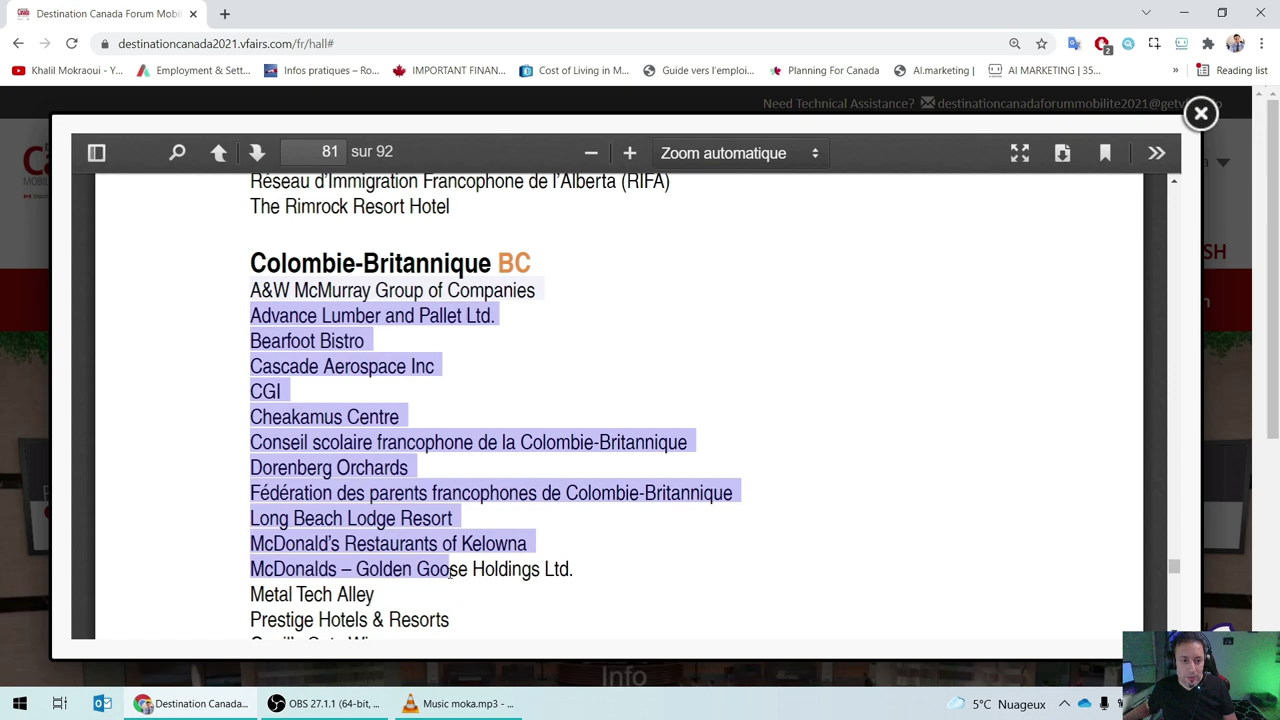 Destination Canada Forum Mobil
destinationcanada2021.vfairs.com/fr/hall#
2
Khalil Mokraoui - Y...
Employment & Sett...
Infos pratiques – Ro...
IMPORTANT FINAN...
Cost of Living in M...
Guide vers l'emploi...
Planning For Canada
AI.marketing |
AI MARKETING | 35...
»
Reading list
Need Technical Assistance?
81 sur 92
Zoom automatique
Réseau d'Immigration Francophone de l'Alberta (RIFA)
The Rimrock Resort Hotel
Colombie-Britannique BC
A&W McMurray Group of Companies
Advance Lumber and Pallet Ltd.
Bearfoot Bistro
Cascade Aerospace Inc
CGI
Cheakamus Centre
Conseil scolaire francophone de la Colombie-Britannique
Dorenberg Orchards
Fédération des parents francophones de Colombie-Britannique
Long Beach Lodge Resort
McDonald's Restaurants of Kelowna
McDonalds – Golden Goose Holdings Ltd.
Metal Tech Alley
Prestige Hotels & Resorts
Info
Destination Canada...
OBS 27.1.1 (64-bit, ...
Music moka.mp3 - ...
5°C Nuageux